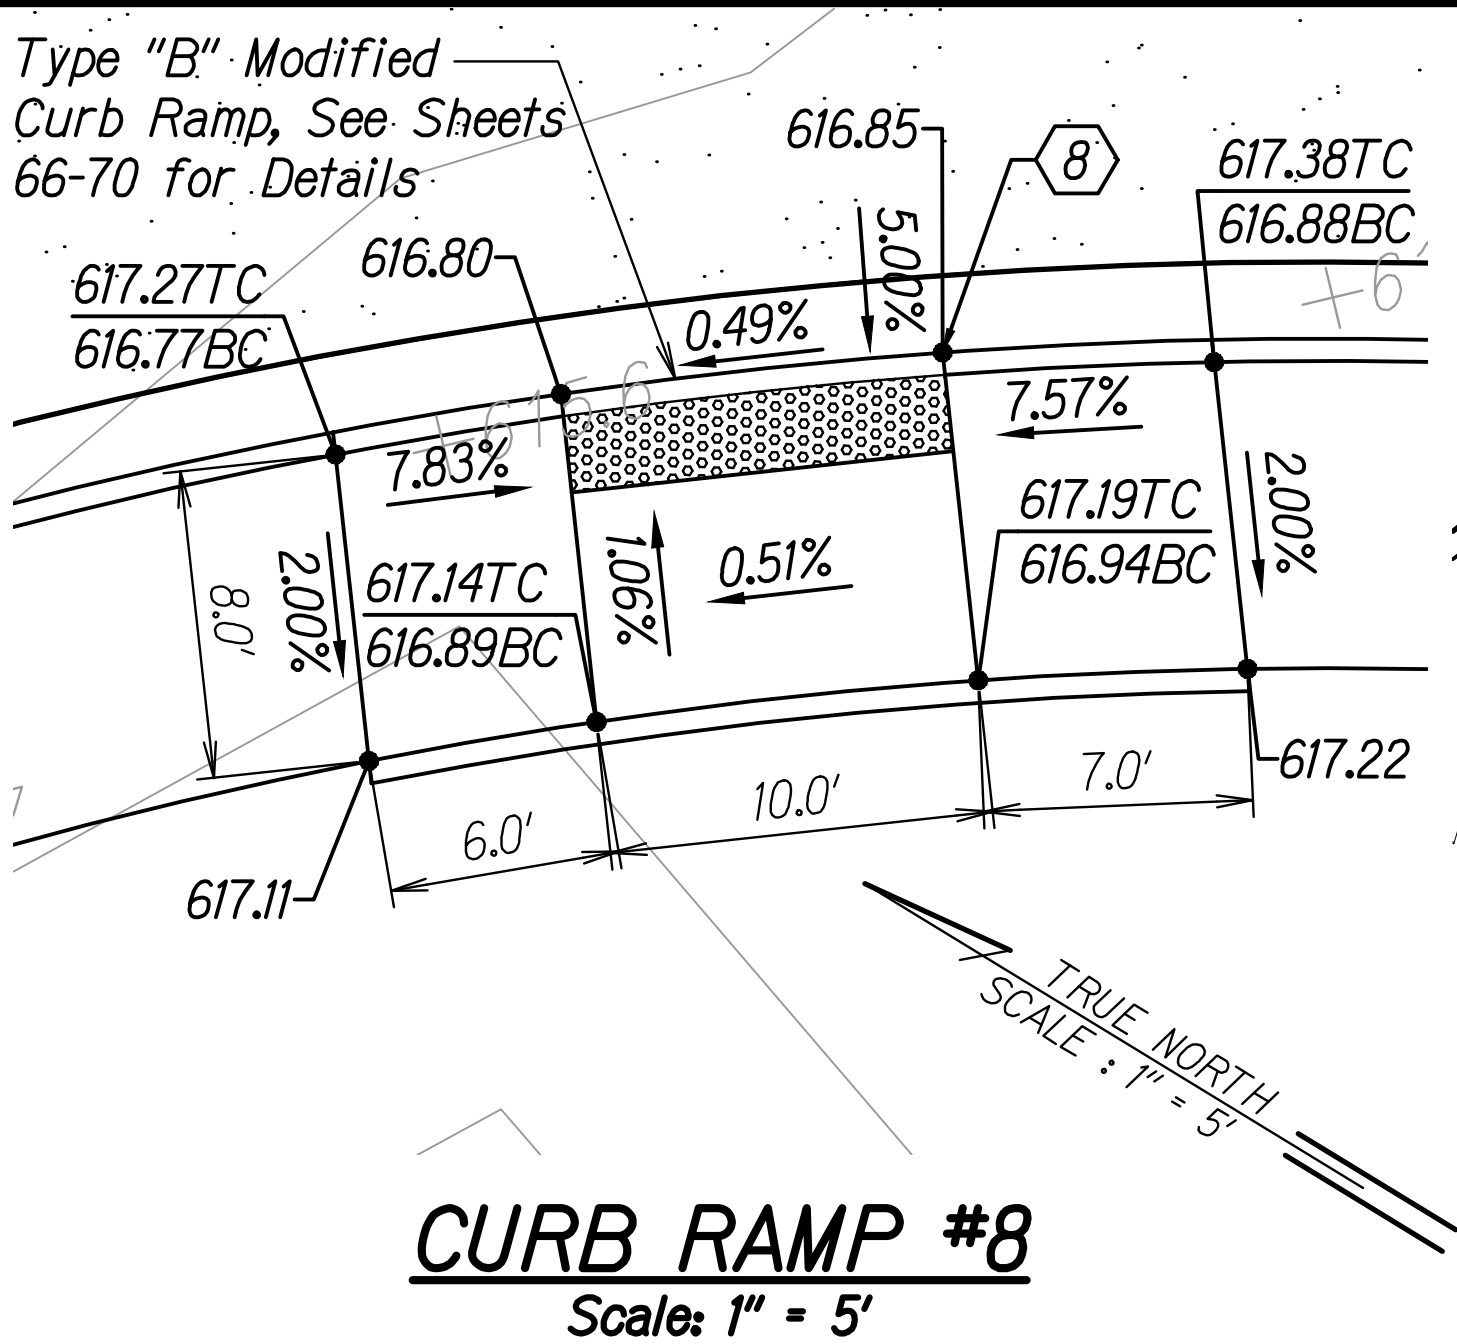 Type "B" Modified
Curb Ramp, See Sheets
66-70 for Details
616.85
8
617.38TC
616.88BC
616.80
617.27TC
616.77BC
5.00%
0.49%
+615.6
7.57%
7.83%
617.19TC
616.94BC
2.00%
0.51%
1.06%
2.00%
8.0'
617.14TC
616.89BC
617.22
7.0'
10.0'
6.0'
617.11
TRUE NORTH
SCALE : 1" = 5'
CURB RAMP #8
Scale: 1" = 5'